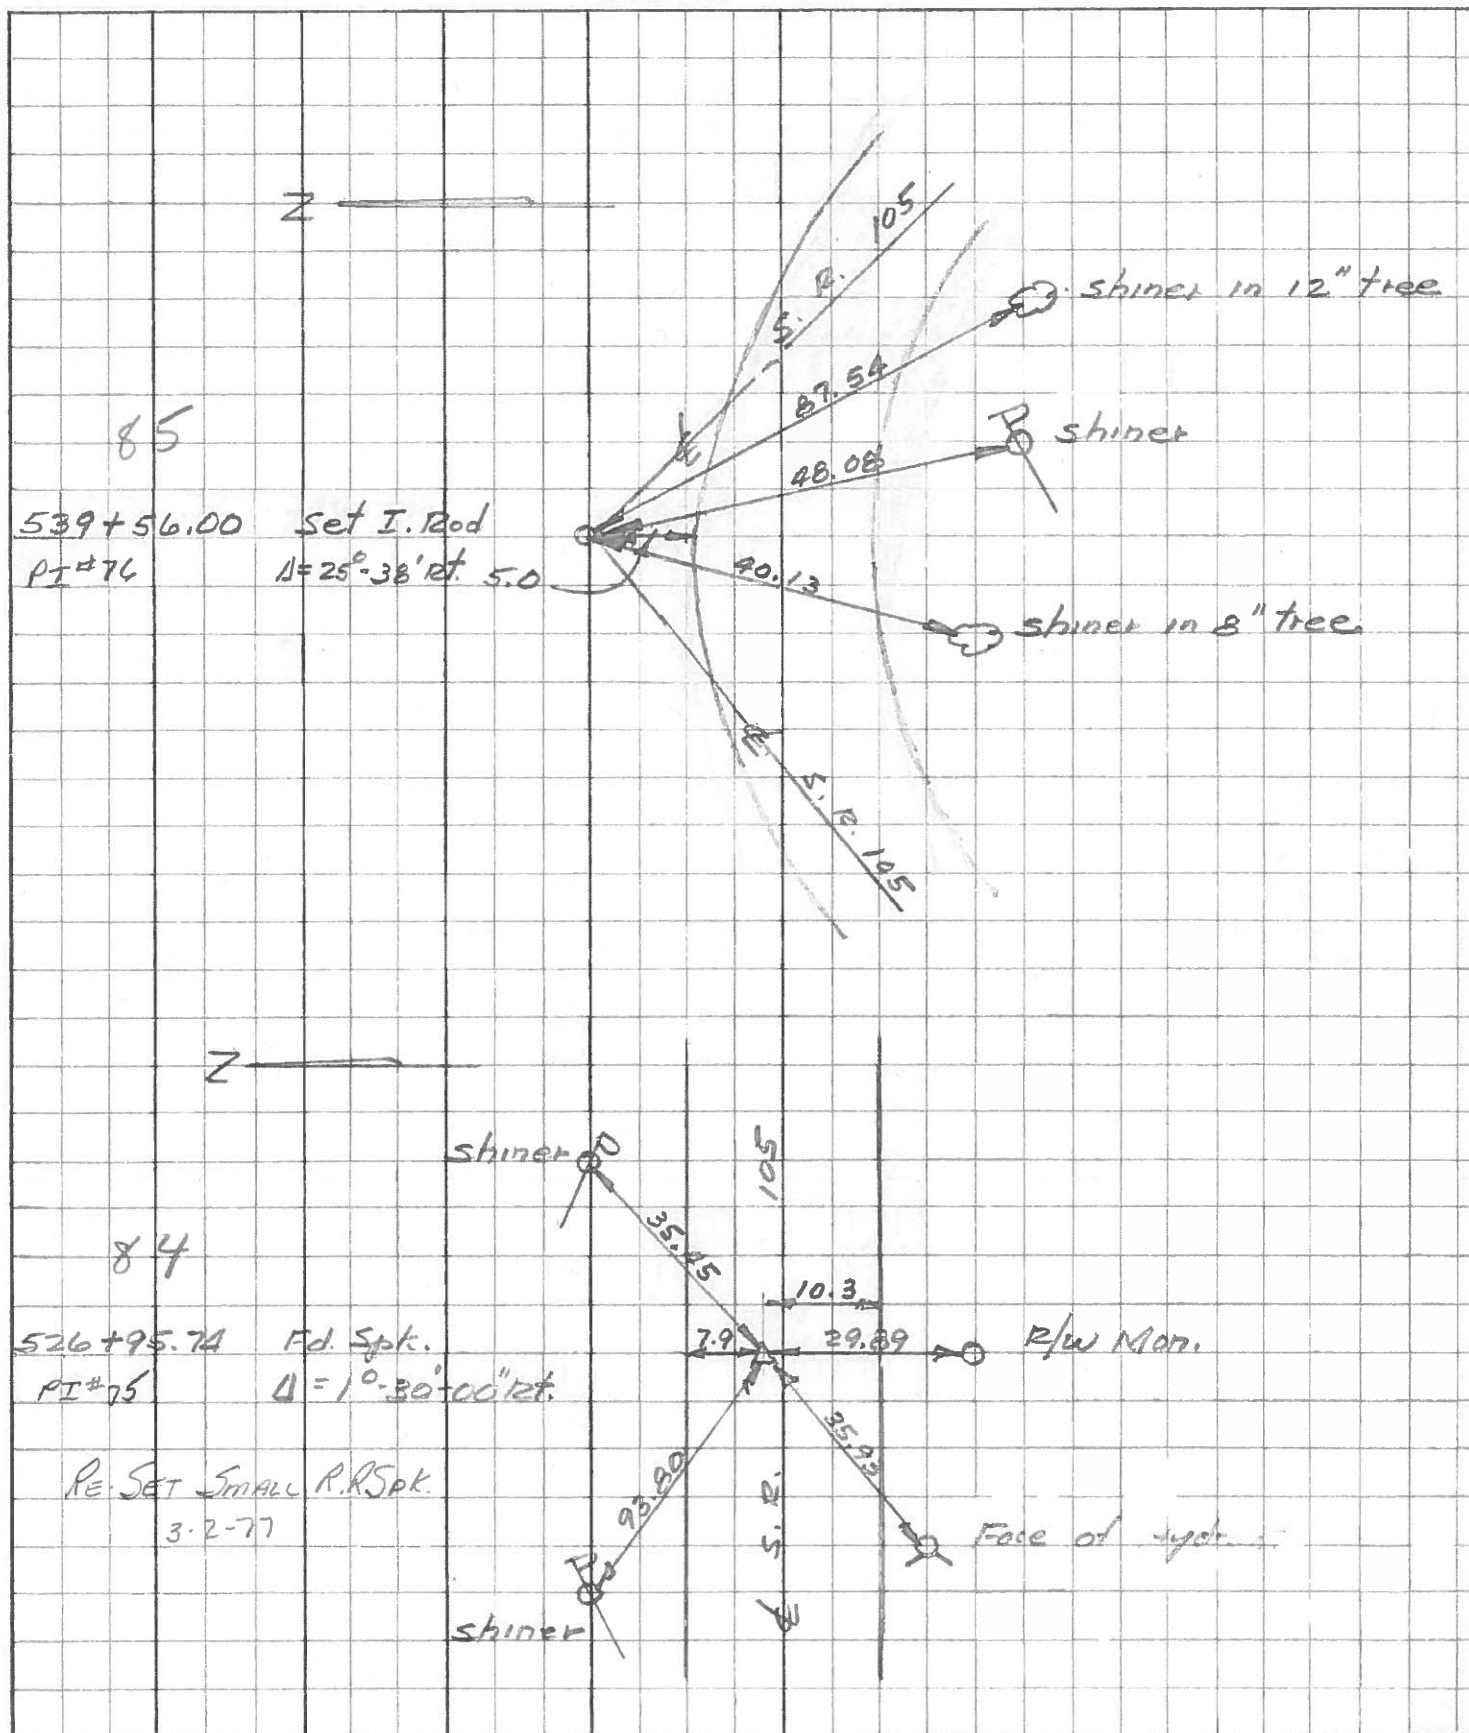 Z
S. R. 105
shiner in 12" tree
87.54
85
℄
shiner
48.08
539+56.00 Set I. Rod
PI #76 Δ=25°-38' Rt. 5.0
40.13
shiner in 8" tree
℄
S. R. 105
Z
shiner
105
35.45
84
10.3
526+95.74 Fd. Spk. 7.9 29.89 R/W Mon.
PI #75 Δ=1°-30'-00" Rt.
35.93
RE-SET SMALL R.R. SPK. 93.80
3-2-77 S. R.
Face of
℄
shiner